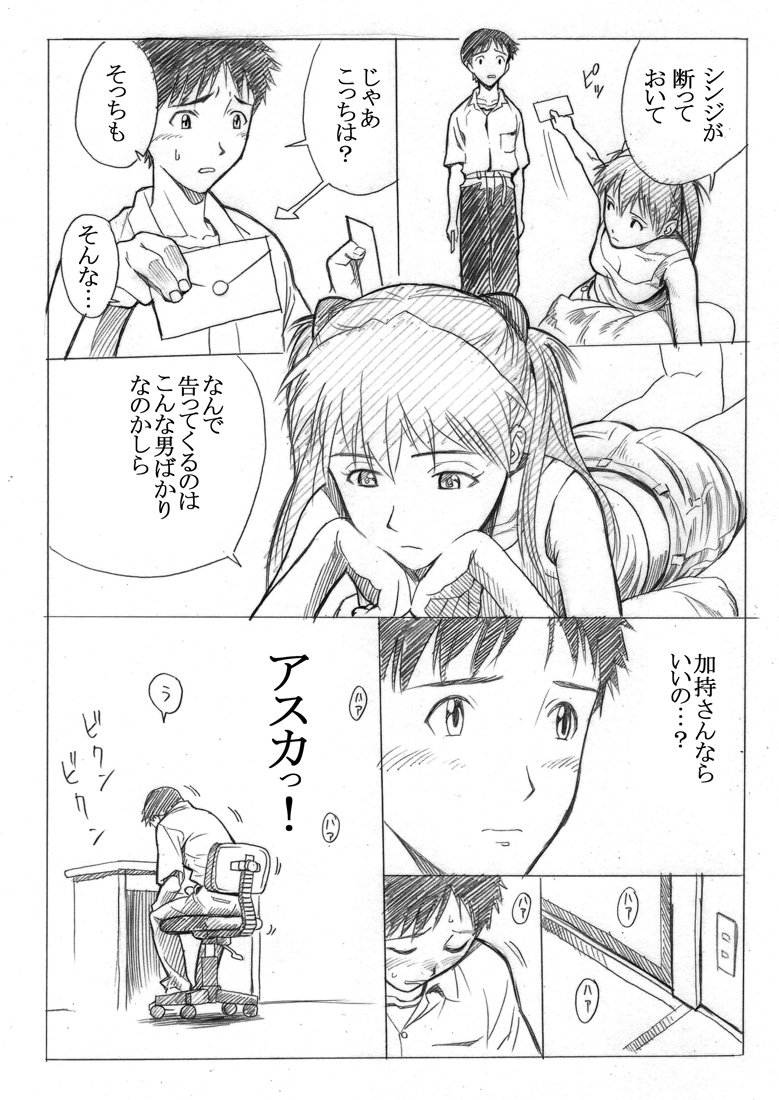 シンジが
断って
おいて
ピッ
じゃあ
こっちは?
そっちも
そんな…
なんで
告ってくるのは
こんな男ばかり
なのかしら
加持さんなら
いいの…?
ハァ
ハァ
ハァ
ハァ
ハァ
アスカっ!
う
ビクン
ビクン